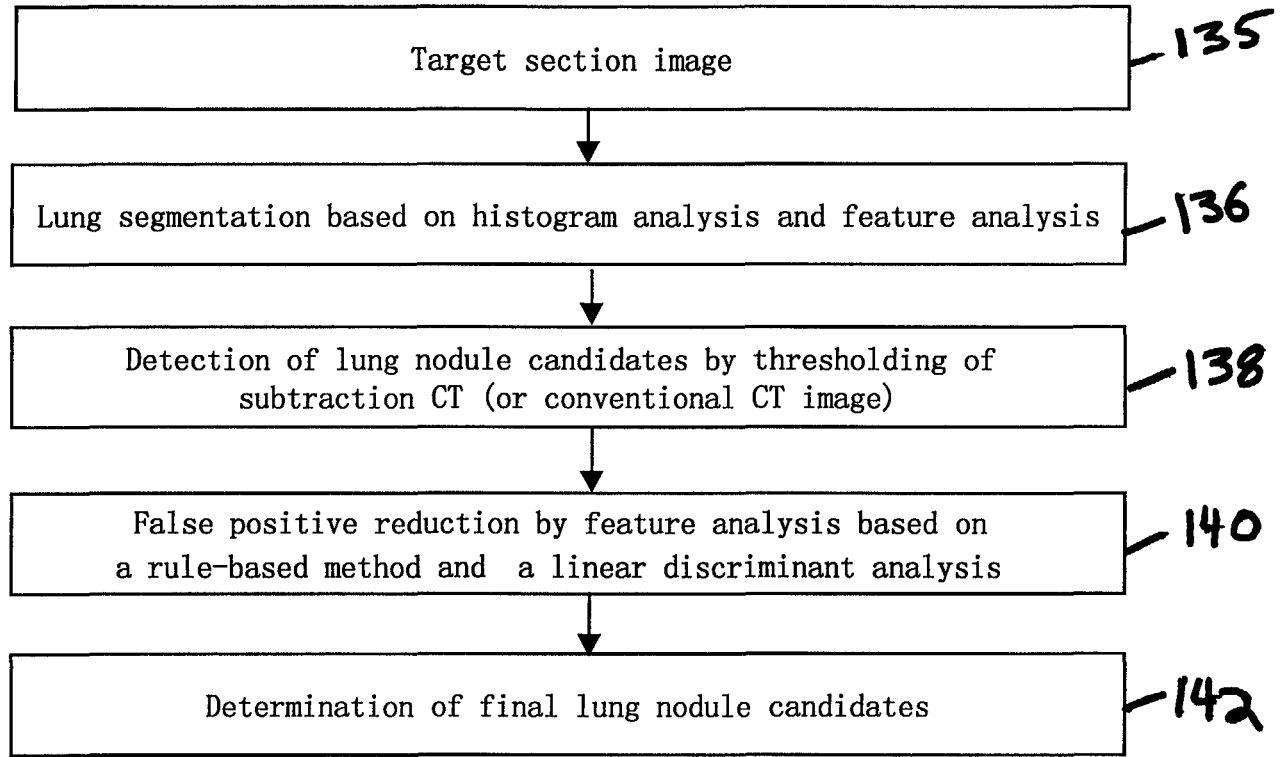 Target section image
135
Lung segmentation based on histogram analysis and feature analysis
136
Detection of lung nodule candidates by thresholding of
subtraction CT (or conventional CT image)
138
False positive reduction by feature analysis based on
a rule-based method and a linear discriminant analysis
140
Determination of final lung nodule candidates
142